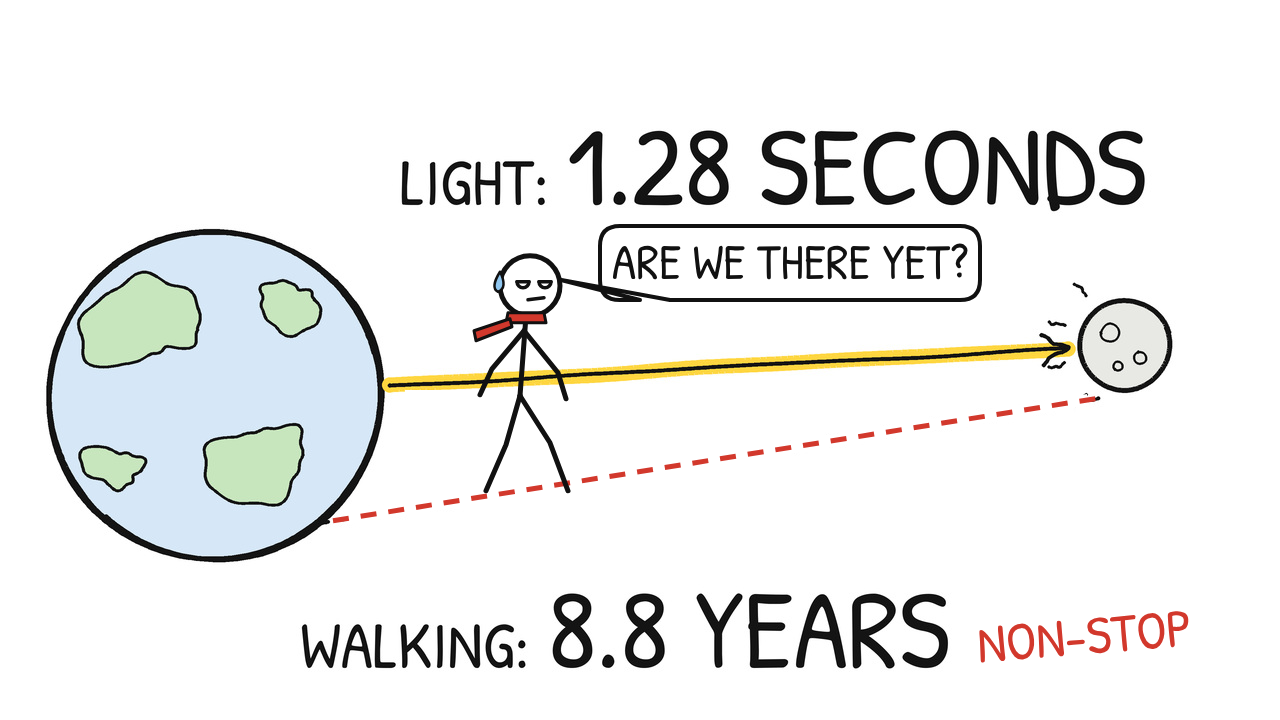 LIGHT: 1.28 SECONDS
ARE WE THERE YET?
WALKING: 8.8 YEARS NON-STOP